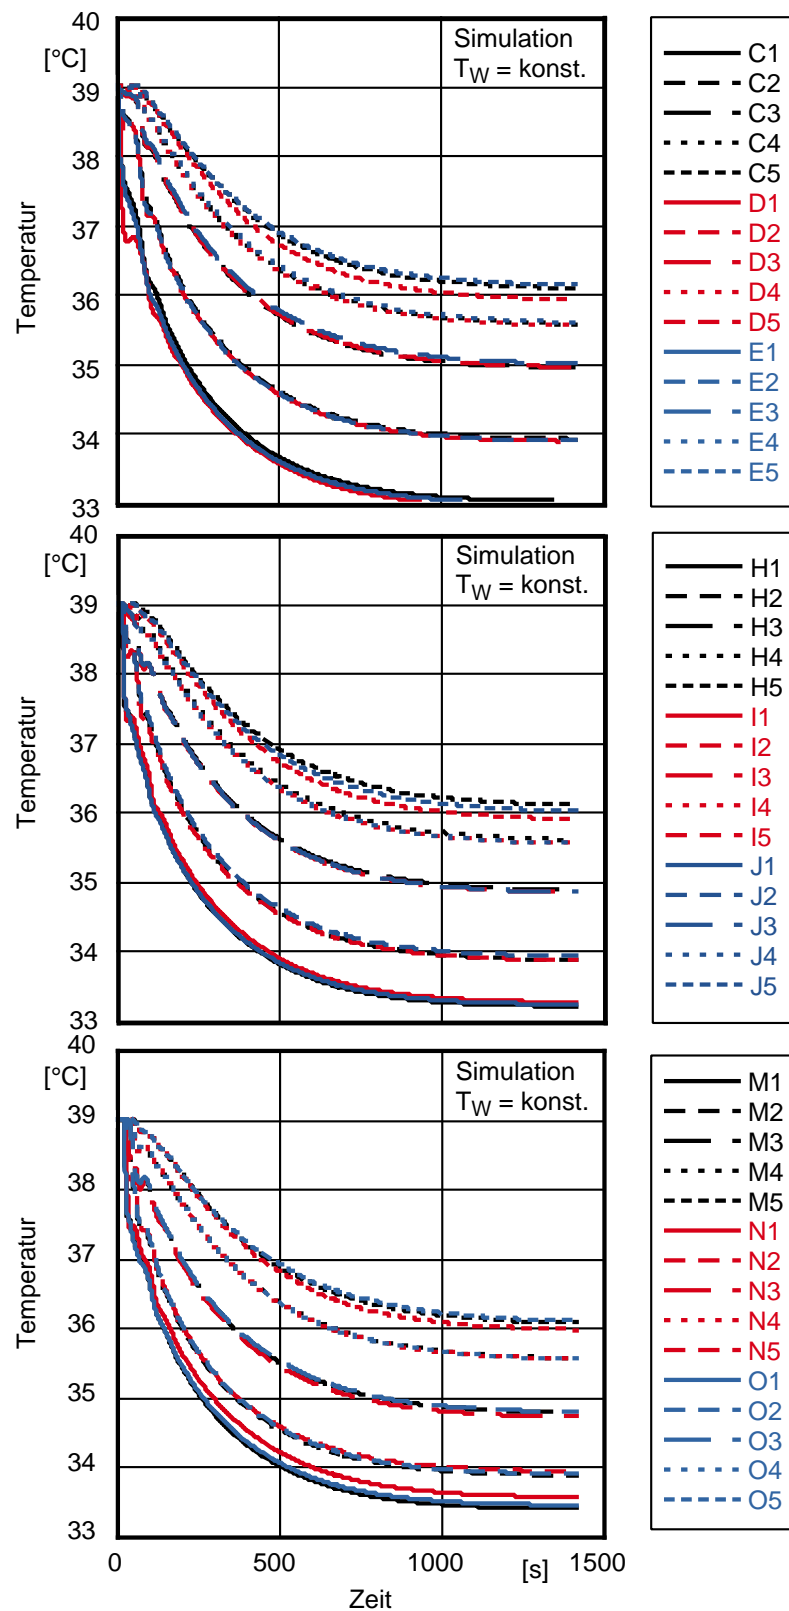 40
[°C]
39
38
37
36
35
34
33
Temperatur
Simulation
T_W = konst.
C1
C2
C3
C4
C5
D1
D2
D3
D4
D5
E1
E2
E3
E4
E5
40
[°C]
39
38
37
36
35
34
33
Temperatur
Simulation
T_W = konst.
H1
H2
H3
H4
H5
I1
I2
I3
I4
I5
J1
J2
J3
J4
J5
40
[°C]
39
38
37
36
35
34
33
Temperatur
Simulation
T_W = konst.
M1
M2
M3
M4
M5
N1
N2
N3
N4
N5
O1
O2
O3
O4
O5
0 500 1000 [s] 1500
Zeit